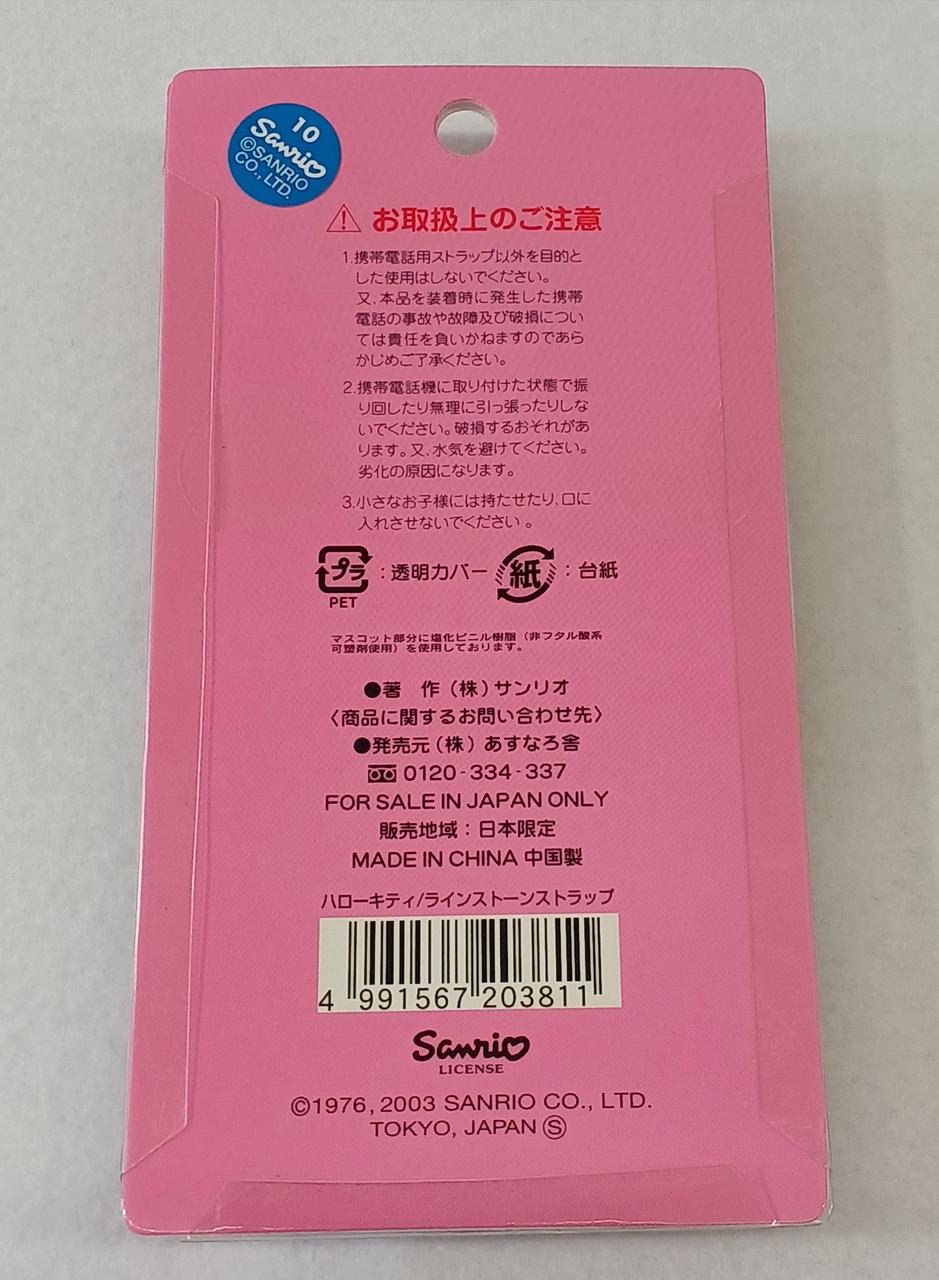 10
Sanrio
©SANRIO
CO., LTD.
⚠ お取扱上のご注意
1.携帯電話用ストラップ以外を目的と
した使用はしないでください。
又、本品を装着時に発生した携帯
電話の事故や故障及び破損につい
ては責任を負いかねますのであら
かじめご了承ください。
2.携帯電話機に取り付けた状態で振
り回したり無理に引っ張ったりしな
いでください。破損するおそれがあ
ります。又、水気を避けてください。
劣化の原因になります。
3.小さなお子様には持たせたり、口に
入れさせないでください。
プラ:透明カバー 紙:台紙
PET
マスコット部分に塩化ビニル樹脂（非フタル酸系
可塑剤使用）を使用しております。
●著　作（株）サンリオ
〈商品に関するお問い合わせ先〉
●発売元（株）あすなろ舎
0120-334-337
FOR SALE IN JAPAN ONLY
販売地域：日本限定
MADE IN CHINA 中国製
ハローキティ/ラインストーンストラップ
4 991567 203811
Sanrio
LICENSE
©1976, 2003 SANRIO CO., LTD.
TOKYO, JAPAN Ⓢ